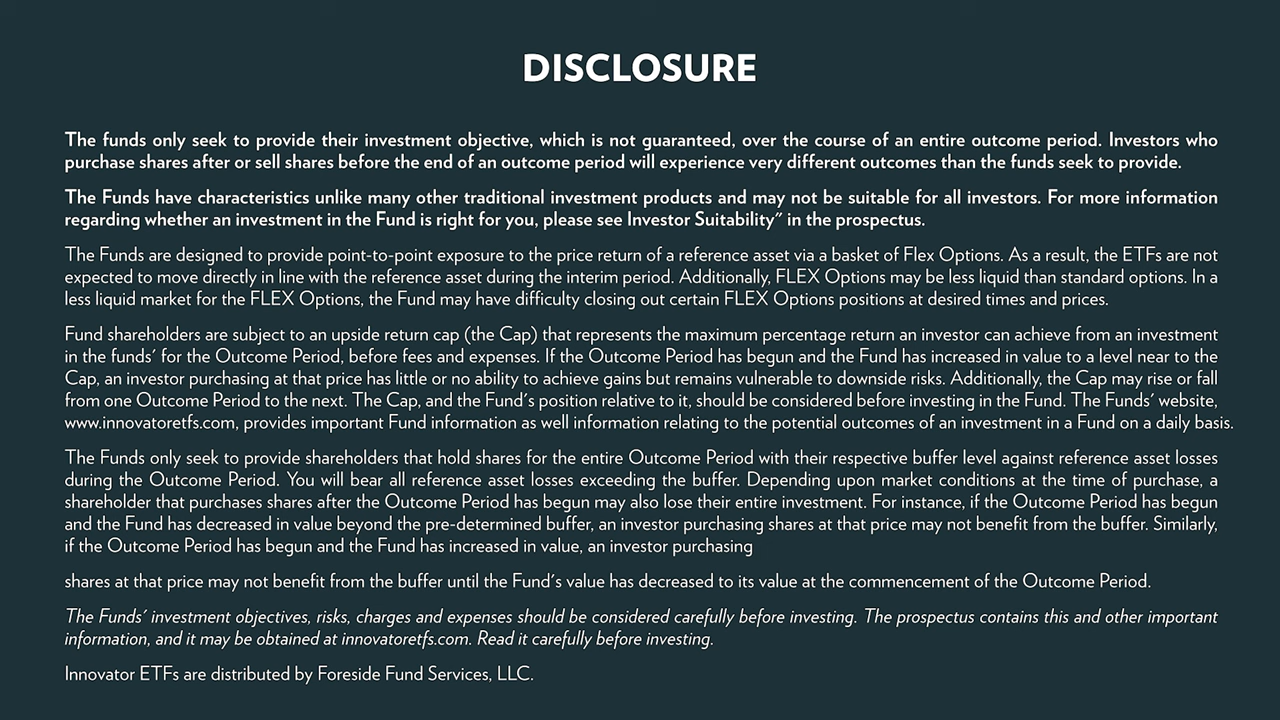 DISCLOSURE
The funds only seek to provide their investment objective, which is not guaranteed, over the course of an entire outcome period. Investors who
purchase shares after or sell shares before the end of an outcome period will experience very different outcomes than the funds seek to provide.
The Funds have characteristics unlike many other traditional investment products and may not be suitable for all investors. For more information
regarding whether an investment in the Fund is right for you, please see Investor Suitability" in the prospectus.
The Funds are designed to provide point-to-point exposure to the price return of a reference asset via a basket of Flex Options. As a result, the ETFs are not
expected to move directly in line with the reference asset during the interim period. Additionally, FLEX Options may be less liquid than standard options. In a
less liquid market for the FLEX Options, the Fund may have difficulty closing out certain FLEX Options positions at desired times and prices.
Fund shareholders are subject to an upside return cap (the Cap) that represents the maximum percentage return an investor can achieve from an investment
in the funds' for the Outcome Period, before fees and expenses. If the Outcome Period has begun and the Fund has increased in value to a level near to the
Cap, an investor purchasing at that price has little or no ability to achieve gains but remains vulnerable to downside risks. Additionally, the Cap may rise or fall
from one Outcome Period to the next. The Cap, and the Fund's position relative to it, should be considered before investing in the Fund. The Funds' website,
www.innovatoretfs.com, provides important Fund information as well information relating to the potential outcomes of an investment in a Fund on a daily basis.
The Funds only seek to provide shareholders that hold shares for the entire Outcome Period with their respective buffer level against reference asset losses
during the Outcome Period. You will bear all reference asset losses exceeding the buffer. Depending upon market conditions at the time of purchase, a
shareholder that purchases shares after the Outcome Period has begun may also lose their entire investment. For instance, if the Outcome Period has begun
and the Fund has decreased in value beyond the pre-determined buffer, an investor purchasing shares at that price may not benefit from the buffer. Similarly,
if the Outcome Period has begun and the Fund has increased in value, an investor purchasing
shares at that price may not benefit from the buffer until the Fund's value has decreased to its value at the commencement of the Outcome Period.
The Funds' investment objectives, risks, charges and expenses should be considered carefully before investing. The prospectus contains this and other important
information, and it may be obtained at innovatoretfs.com. Read it carefully before investing.
Innovator ETFs are distributed by Foreside Fund Services, LLC.